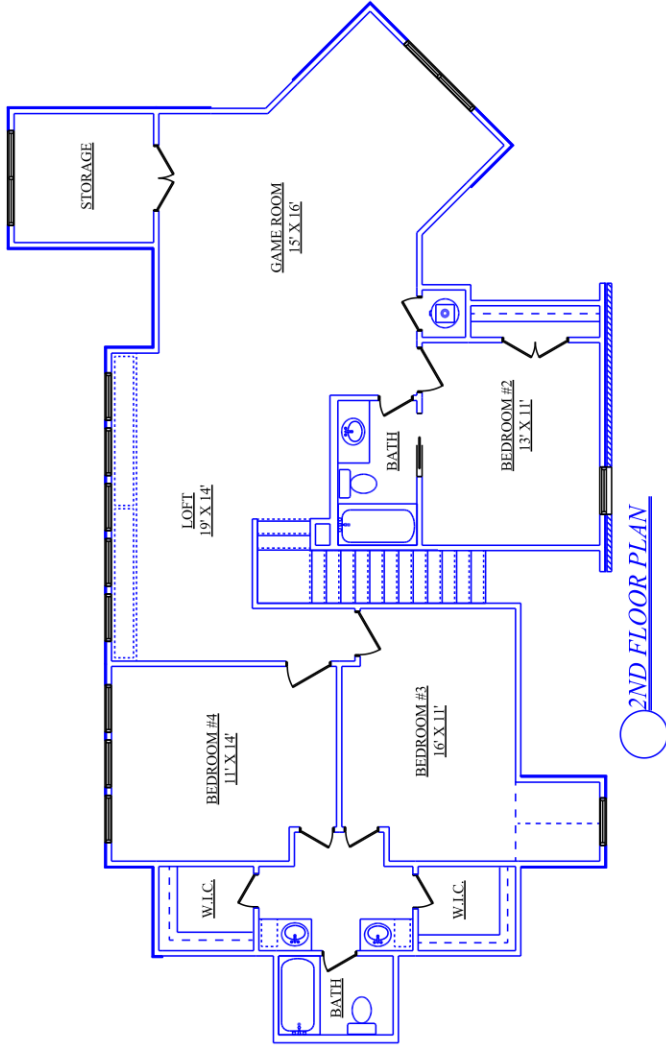 STORAGE
GAME ROOM
15' X 16'
LOFT
19' X 14'
BATH
BEDROOM #2
13' X 11'
BEDROOM #4
11' X 14'
BEDROOM #3
16' X 11'
W.I.C.
W.I.C.
BATH
2ND FLOOR PLAN